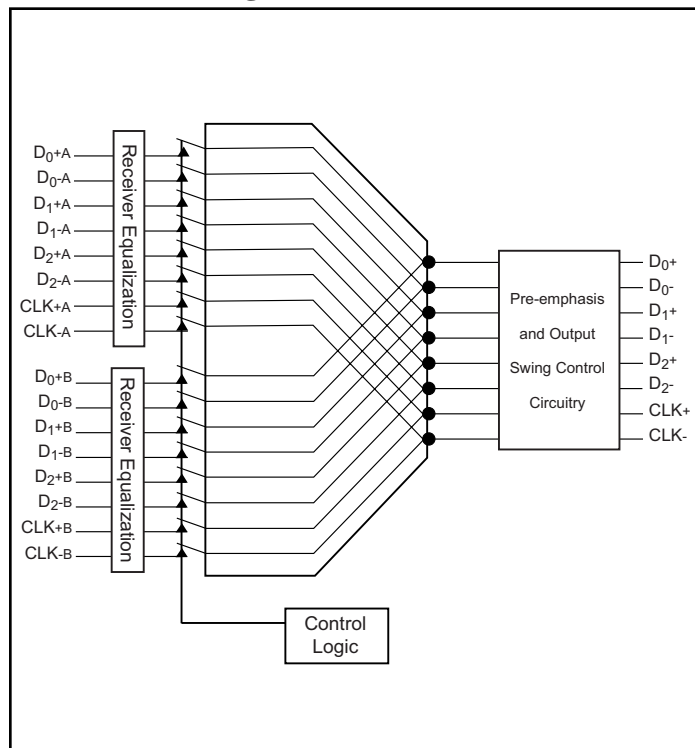 D0+A
D0-A
D1+A
D1-A
D2+A
D2-A
CLK+A
CLK-A
Receiver Equalization
D0+B
D0-B
D1+B
D1-B
D2+B
D2-B
CLK+B
CLK-B
Receiver Equalization
Control
Logic
Pre-emphasis
and Output
Swing Control
Circuitry
D0+
D0-
D1+
D1-
D2+
D2-
CLK+
CLK-